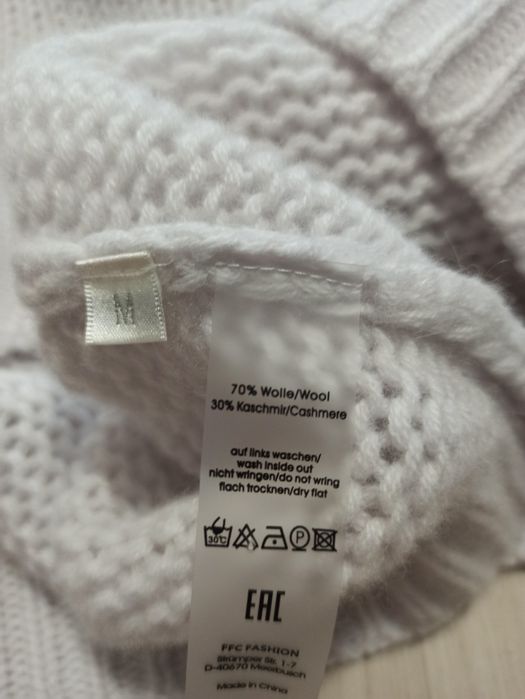 M
70% Wolle/Wool
30% Kaschmir/Cashmere
auf links waschen/
wash inside out
nicht wringen/do not wring
flach trocknen/dry flat
30°C
P
EAC
FFC FASHION
Strümper Str. 1-7
D-40670 Meerbusch
Made in China